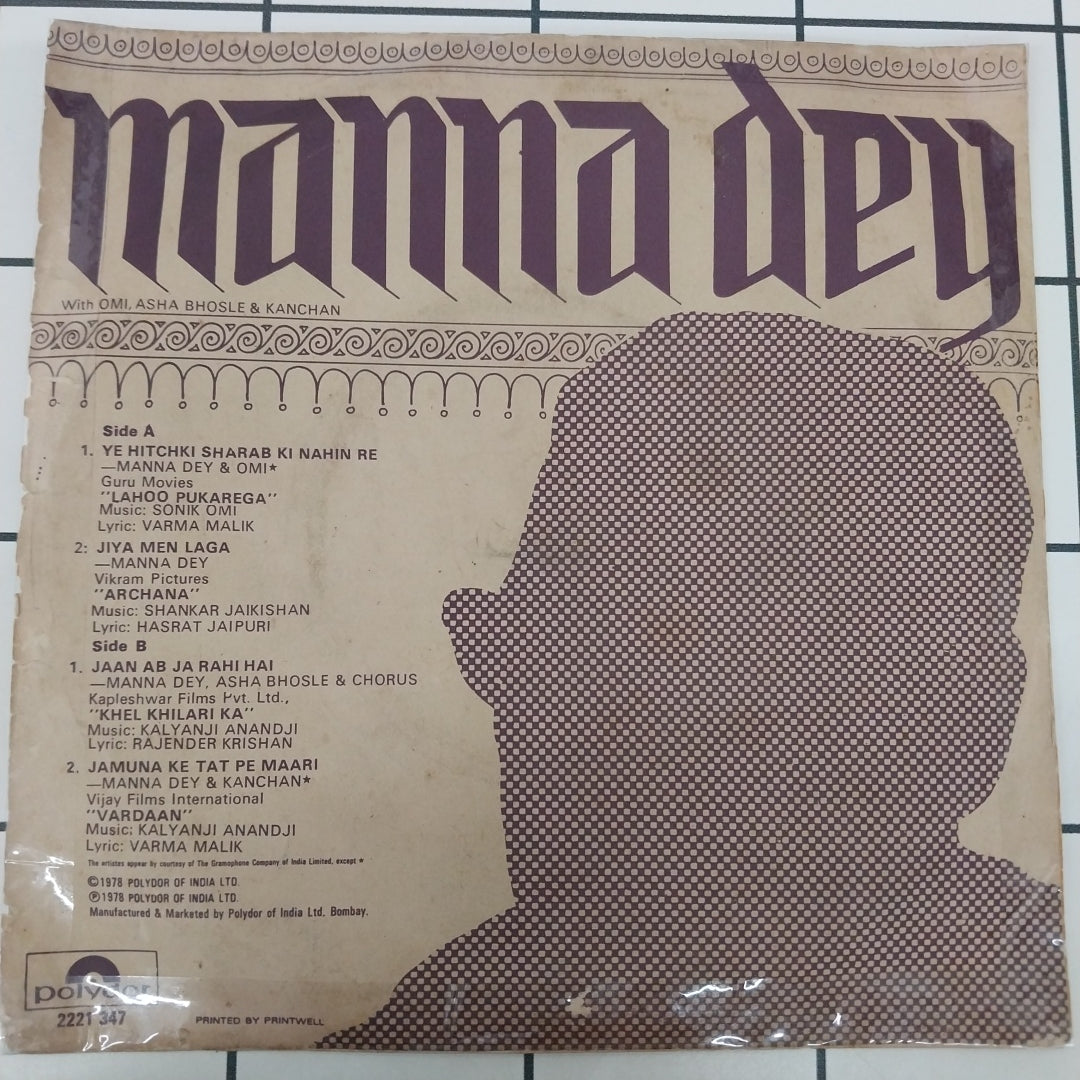 manna dey
With OMI, ASHA BHOSLE & KANCHAN
Side A
1. YE HITCHKI SHARAB KI NAHIN RE
—MANNA DEY & OMI★
Guru Movies
"LAHOO PUKAREGA"
Music: SONIK OMI
Lyric: VARMA MALIK
2: JIYA MEN LAGA
—MANNA DEY
Vikram Pictures
"ARCHANA"
Music: SHANKAR JAIKISHAN
Lyric: HASRAT JAIPURI
Side B
1. JAAN AB JA RAHI HAI
—MANNA DEY, ASHA BHOSLE & CHORUS
Kapleshwar Films Pvt. Ltd.,
"KHEL KHILARI KA"
Music: KALYANJI ANANDJI
Lyric: RAJENDER KRISHAN
2. JAMUNA KE TAT PE MAARI
—MANNA DEY & KANCHAN★
Vijay Films International
"VARDAAN"
Music: KALYANJI ANANDJI
Lyric: VARMA MALIK
The artistes appear by courtesy of The Gramophone Company of India Limited, except ★
©1978 POLYDOR OF INDIA LTD.
℗1978 POLYDOR OF INDIA LTD.
Manufactured & Marketed by Polydor of India Ltd. Bombay.
polydor
2221 347
PRINTED BY PRINTWELL